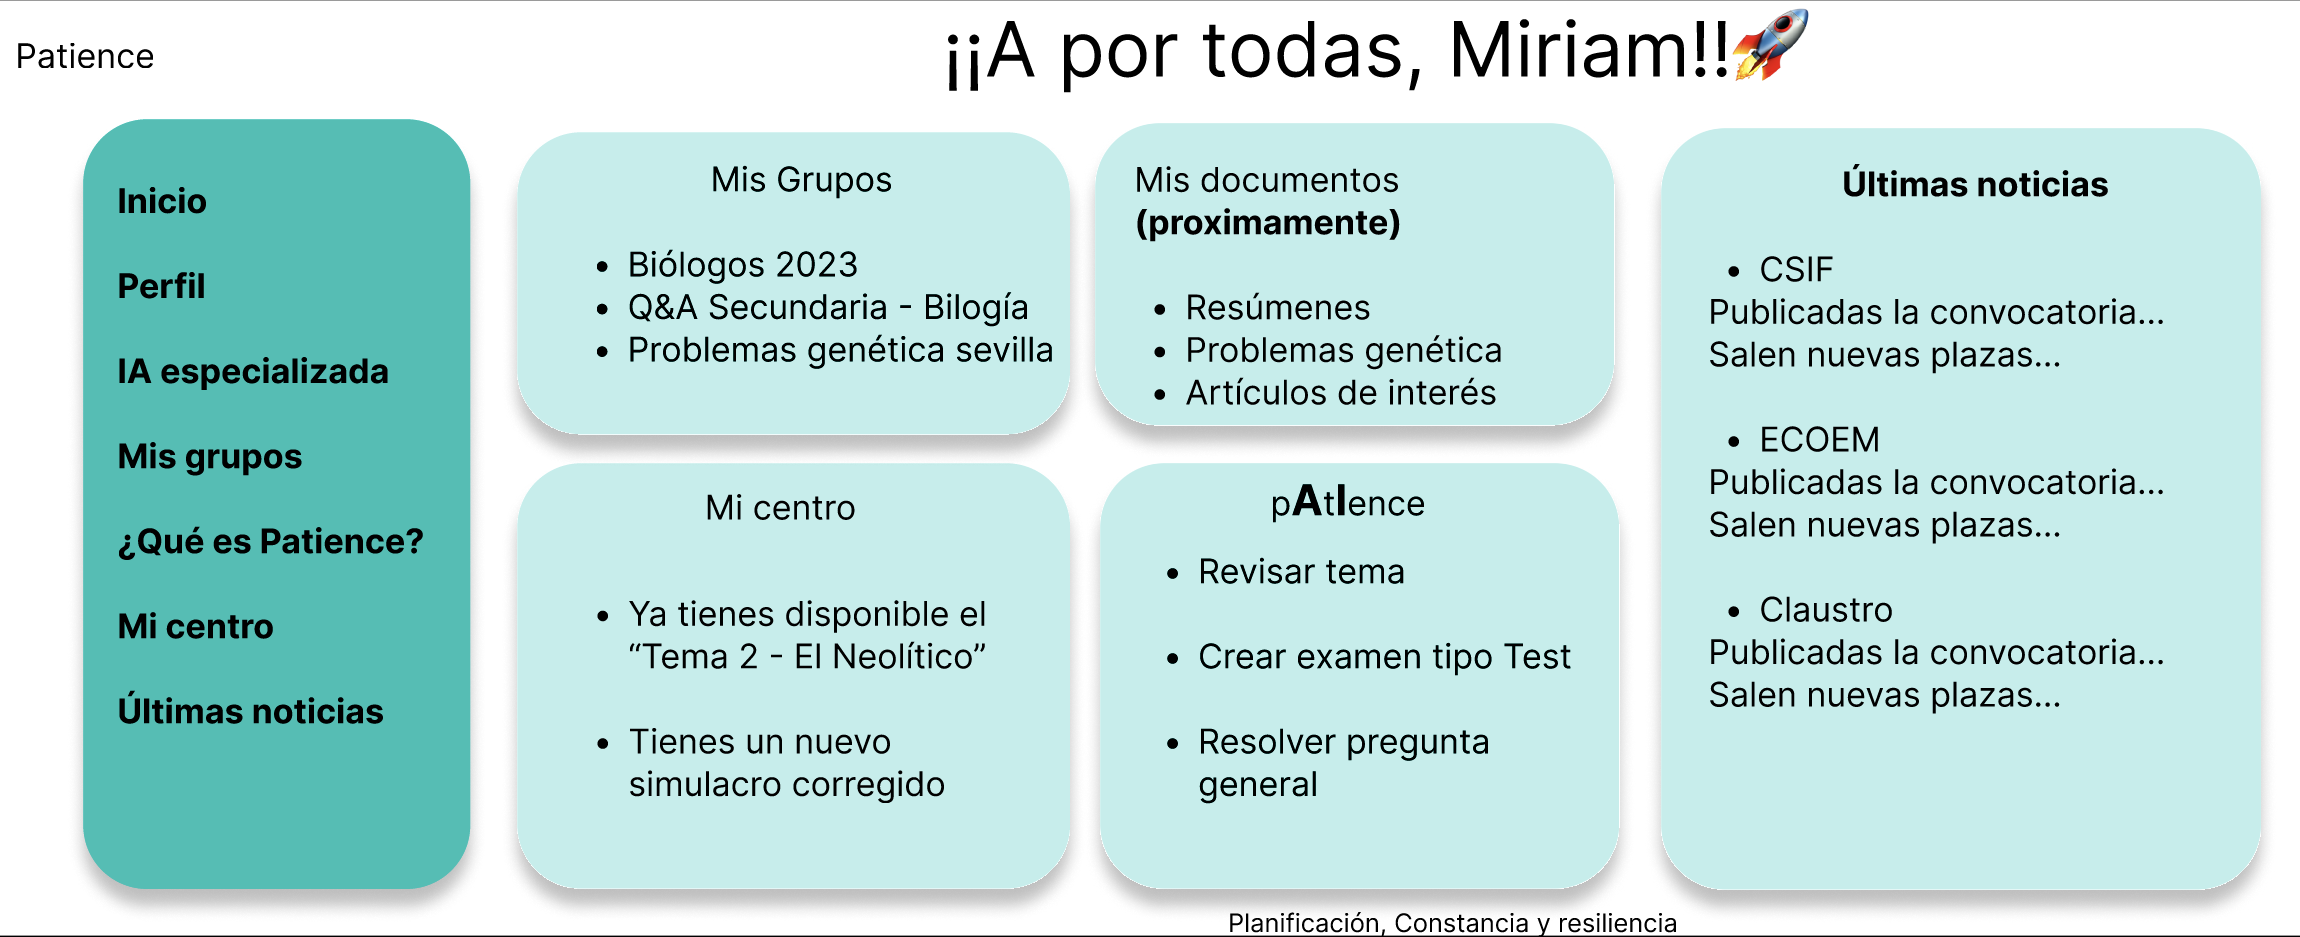 Patience
¡¡A por todas, Miriam!!🚀
Inicio
Perfil
IA especializada
Mis grupos
¿Qué es Patience?
Mi centro
Últimas noticias
Mis Grupos
• Biólogos 2023
• Q&A Secundaria - Bilogía
• Problemas genética sevilla
Mis documentos
(proximamente)
• Resúmenes
• Problemas genética
• Artículos de interés
Mi centro
• Ya tienes disponible el
“Tema 2 - El Neolítico”
• Tienes un nuevo
simulacro corregido
pAtIence
• Revisar tema
• Crear examen tipo Test
• Resolver pregunta
general
Últimas noticias
• CSIF
Publicadas la convocatoria...
Salen nuevas plazas...
• ECOEM
Publicadas la convocatoria...
Salen nuevas plazas...
• Claustro
Publicadas la convocatoria...
Salen nuevas plazas...
Planificación, Constancia y resiliencia